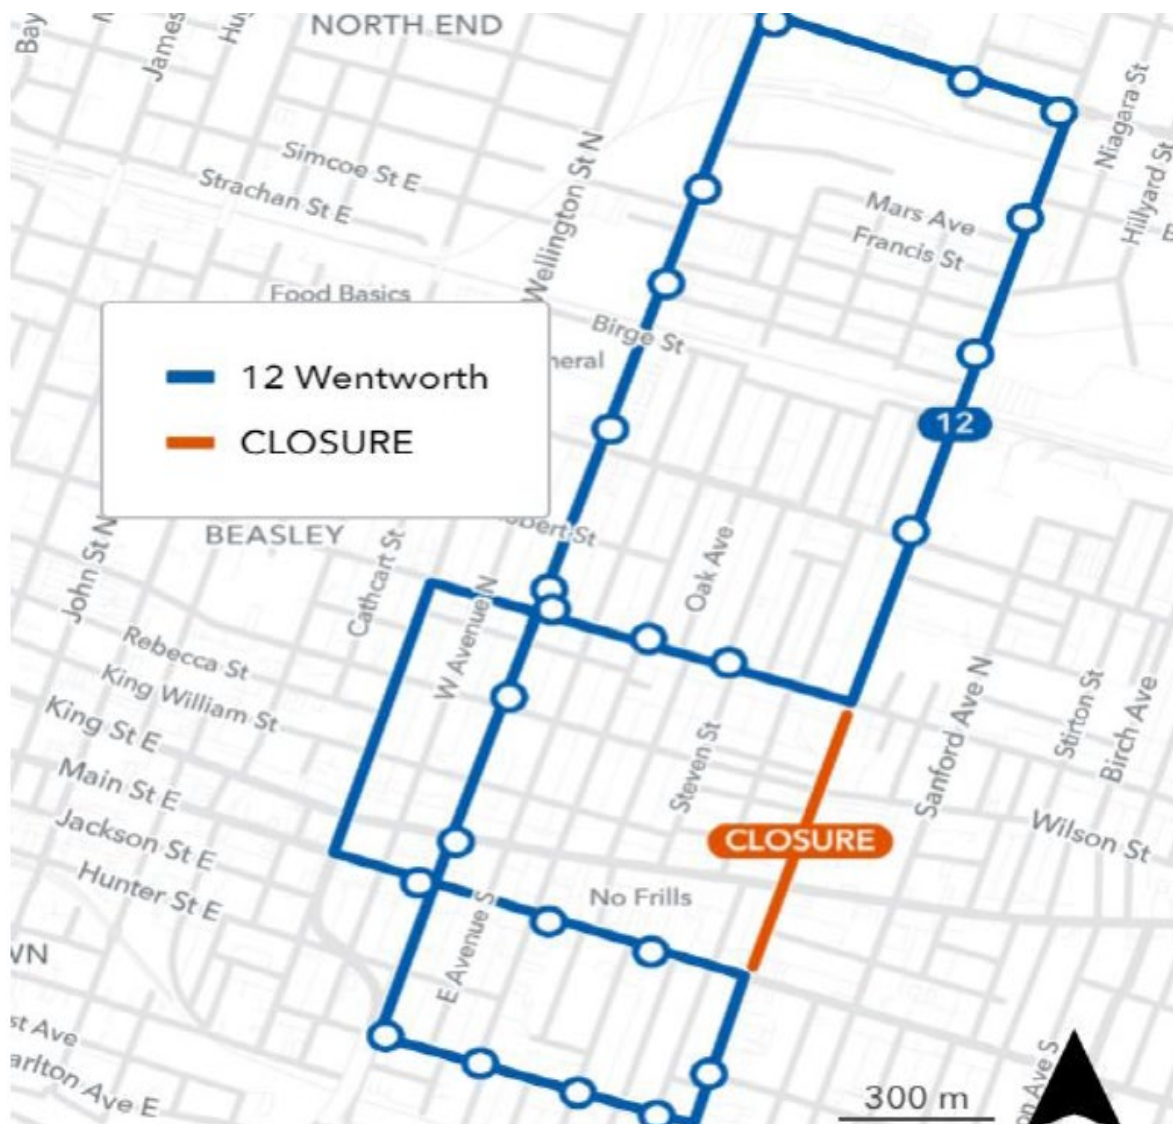 NORTH END
Bay
James
Niagara St
Simcoe St E
Strachan St E
Wellington St N
Hillyard St
Mars Ave
Francis St
Food Basics
Birge St
12 Wentworth
CLOSURE
12
BEASLEY
John St N
Cathcart St
W Avenue N
Oak Ave
Rebecca St
King William St
King St E
Main St E
Jackson St E
Hunter St E
Steven St
Sanford Ave N
Stirton St
Birch Ave
Wilson St
CLOSURE
No Frills
E Avenue S
300 m